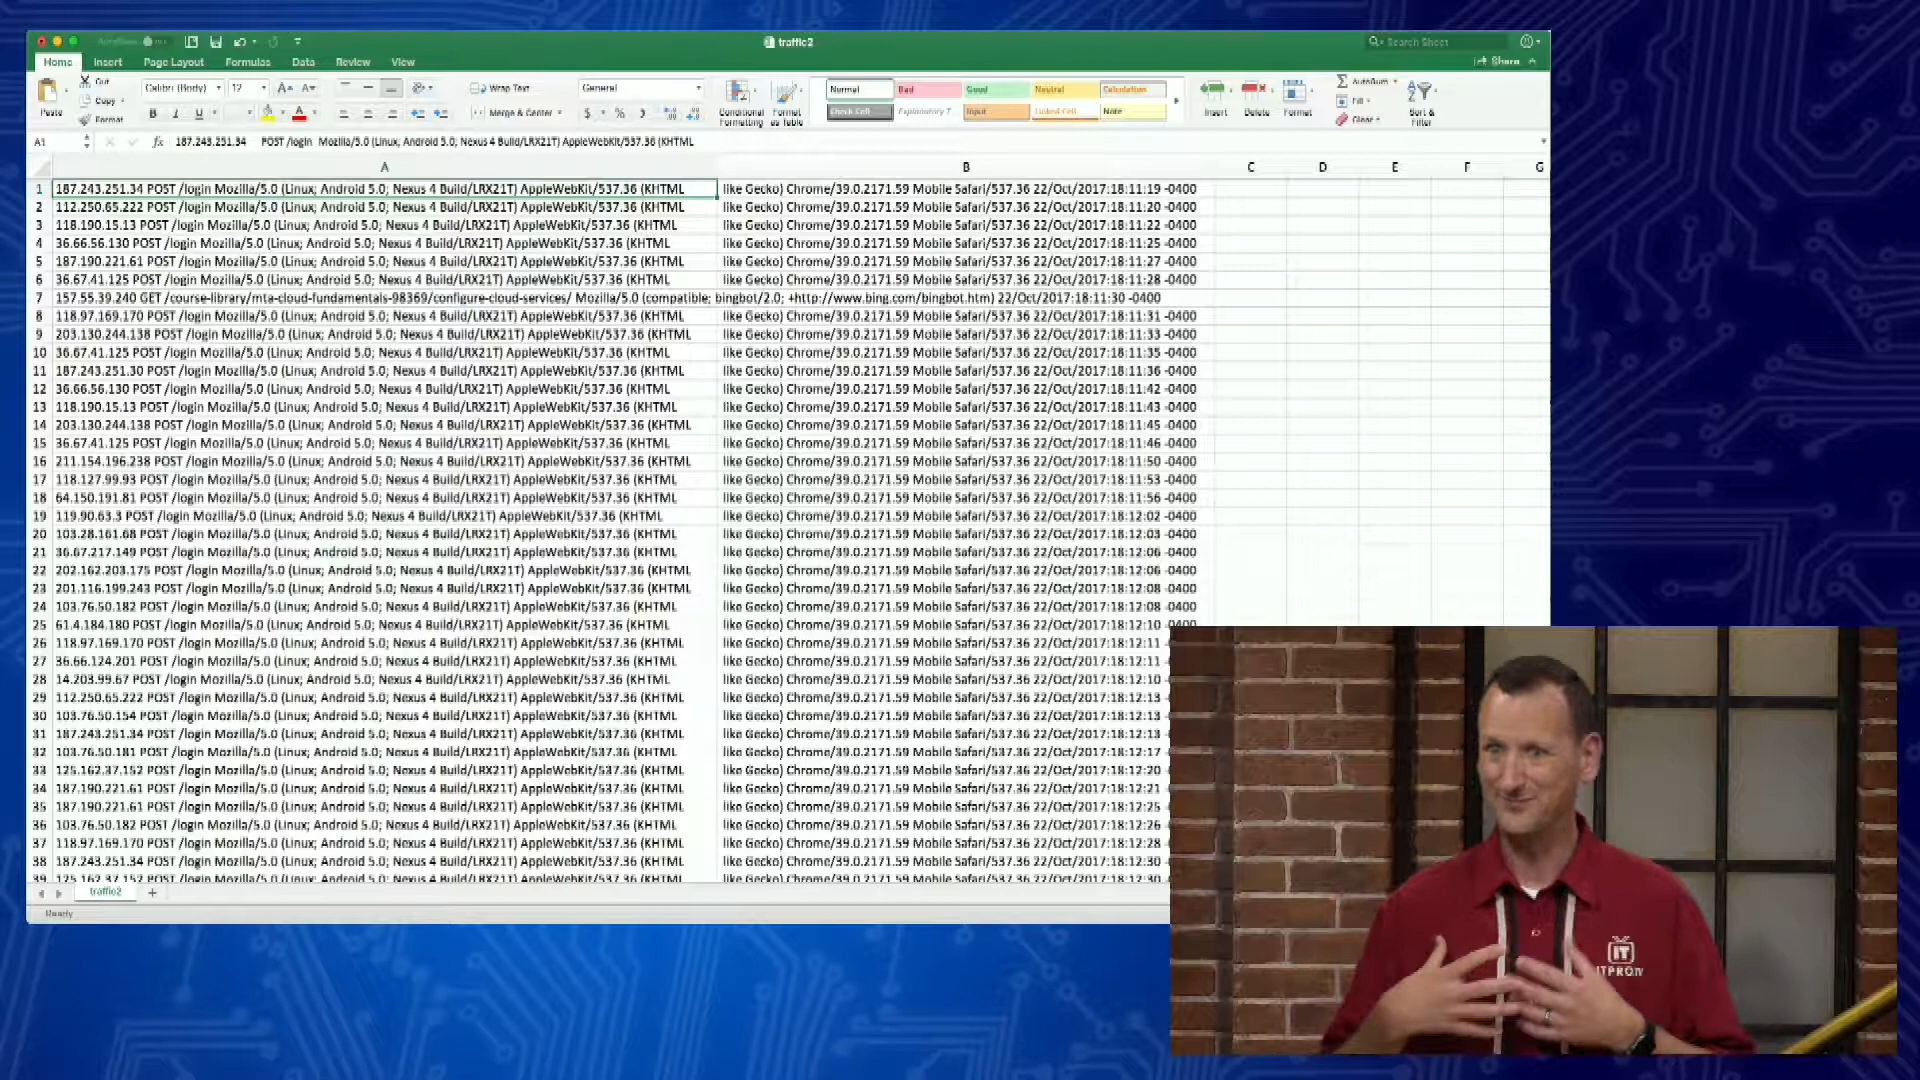 traffic2
Search Sheet
Home Insert Page Layout Formulas Data Review View
Share
Cut
Copy
Paste
Format
Calibri (Body) 12
B I U
Wrap Text
Merge & Center
General
$ %
Conditional Formatting
Format as Table
Normal Bad Good Neutral Calculation
Check Cell Explanatory T... Input Linked Cell Note
Insert Delete Format
AutoSum
Fill
Clear
Sort & Filter
A1 fx 187.243.251.34 POST /login Mozilla/5.0 (Linux; Android 5.0; Nexus 4 Build/LRX21T) AppleWebKit/537.36 (KHTML
A B C D E F G
1 187.243.251.34 POST /login Mozilla/5.0 (Linux; Android 5.0; Nexus 4 Build/LRX21T) AppleWebKit/537.36 (KHTML like Gecko) Chrome/39.0.2171.59 Mobile Safari/537.36 22/Oct/2017:18:11:19 -0400
2 112.250.65.222 POST /login Mozilla/5.0 (Linux; Android 5.0; Nexus 4 Build/LRX21T) AppleWebKit/537.36 (KHTML like Gecko) Chrome/39.0.2171.59 Mobile Safari/537.36 22/Oct/2017:18:11:20 -0400
3 118.190.15.13 POST /login Mozilla/5.0 (Linux; Android 5.0; Nexus 4 Build/LRX21T) AppleWebKit/537.36 (KHTML like Gecko) Chrome/39.0.2171.59 Mobile Safari/537.36 22/Oct/2017:18:11:22 -0400
4 36.66.56.130 POST /login Mozilla/5.0 (Linux; Android 5.0; Nexus 4 Build/LRX21T) AppleWebKit/537.36 (KHTML like Gecko) Chrome/39.0.2171.59 Mobile Safari/537.36 22/Oct/2017:18:11:25 -0400
5 187.190.221.61 POST /login Mozilla/5.0 (Linux; Android 5.0; Nexus 4 Build/LRX21T) AppleWebKit/537.36 (KHTML like Gecko) Chrome/39.0.2171.59 Mobile Safari/537.36 22/Oct/2017:18:11:27 -0400
6 36.67.41.125 POST /login Mozilla/5.0 (Linux; Android 5.0; Nexus 4 Build/LRX21T) AppleWebKit/537.36 (KHTML like Gecko) Chrome/39.0.2171.59 Mobile Safari/537.36 22/Oct/2017:18:11:28 -0400
7 157.55.39.240 GET /course-library/mta-cloud-fundamentals-98369/configure-cloud-services/ Mozilla/5.0 (compatible; bingbot/2.0; +http://www.bing.com/bingbot.htm) 22/Oct/2017:18:11:30 -0400
8 118.97.169.170 POST /login Mozilla/5.0 (Linux; Android 5.0; Nexus 4 Build/LRX21T) AppleWebKit/537.36 (KHTML like Gecko) Chrome/39.0.2171.59 Mobile Safari/537.36 22/Oct/2017:18:11:31 -0400
9 203.130.244.138 POST /login Mozilla/5.0 (Linux; Android 5.0; Nexus 4 Build/LRX21T) AppleWebKit/537.36 (KHTML like Gecko) Chrome/39.0.2171.59 Mobile Safari/537.36 22/Oct/2017:18:11:33 -0400
10 36.67.41.125 POST /login Mozilla/5.0 (Linux; Android 5.0; Nexus 4 Build/LRX21T) AppleWebKit/537.36 (KHTML like Gecko) Chrome/39.0.2171.59 Mobile Safari/537.36 22/Oct/2017:18:11:35 -0400
11 187.243.251.30 POST /login Mozilla/5.0 (Linux; Android 5.0; Nexus 4 Build/LRX21T) AppleWebKit/537.36 (KHTML like Gecko) Chrome/39.0.2171.59 Mobile Safari/537.36 22/Oct/2017:18:11:36 -0400
12 36.66.56.130 POST /login Mozilla/5.0 (Linux; Android 5.0; Nexus 4 Build/LRX21T) AppleWebKit/537.36 (KHTML like Gecko) Chrome/39.0.2171.59 Mobile Safari/537.36 22/Oct/2017:18:11:42 -0400
13 118.190.15.13 POST /login Mozilla/5.0 (Linux; Android 5.0; Nexus 4 Build/LRX21T) AppleWebKit/537.36 (KHTML like Gecko) Chrome/39.0.2171.59 Mobile Safari/537.36 22/Oct/2017:18:11:43 -0400
14 203.130.244.138 POST /login Mozilla/5.0 (Linux; Android 5.0; Nexus 4 Build/LRX21T) AppleWebKit/537.36 (KHTML like Gecko) Chrome/39.0.2171.59 Mobile Safari/537.36 22/Oct/2017:18:11:45 -0400
15 36.67.41.125 POST /login Mozilla/5.0 (Linux; Android 5.0; Nexus 4 Build/LRX21T) AppleWebKit/537.36 (KHTML like Gecko) Chrome/39.0.2171.59 Mobile Safari/537.36 22/Oct/2017:18:11:46 -0400
16 211.154.196.238 POST /login Mozilla/5.0 (Linux; Android 5.0; Nexus 4 Build/LRX21T) AppleWebKit/537.36 (KHTML like Gecko) Chrome/39.0.2171.59 Mobile Safari/537.36 22/Oct/2017:18:11:50 -0400
17 118.127.99.93 POST /login Mozilla/5.0 (Linux; Android 5.0; Nexus 4 Build/LRX21T) AppleWebKit/537.36 (KHTML like Gecko) Chrome/39.0.2171.59 Mobile Safari/537.36 22/Oct/2017:18:11:53 -0400
18 64.150.191.81 POST /login Mozilla/5.0 (Linux; Android 5.0; Nexus 4 Build/LRX21T) AppleWebKit/537.36 (KHTML like Gecko) Chrome/39.0.2171.59 Mobile Safari/537.36 22/Oct/2017:18:11:56 -0400
19 119.90.63.3 POST /login Mozilla/5.0 (Linux; Android 5.0; Nexus 4 Build/LRX21T) AppleWebKit/537.36 (KHTML like Gecko) Chrome/39.0.2171.59 Mobile Safari/537.36 22/Oct/2017:18:12:02 -0400
20 103.28.161.68 POST /login Mozilla/5.0 (Linux; Android 5.0; Nexus 4 Build/LRX21T) AppleWebKit/537.36 (KHTML like Gecko) Chrome/39.0.2171.59 Mobile Safari/537.36 22/Oct/2017:18:12:03 -0400
21 36.67.217.149 POST /login Mozilla/5.0 (Linux; Android 5.0; Nexus 4 Build/LRX21T) AppleWebKit/537.36 (KHTML like Gecko) Chrome/39.0.2171.59 Mobile Safari/537.36 22/Oct/2017:18:12:06 -0400
22 202.162.203.175 POST /login Mozilla/5.0 (Linux; Android 5.0; Nexus 4 Build/LRX21T) AppleWebKit/537.36 (KHTML like Gecko) Chrome/39.0.2171.59 Mobile Safari/537.36 22/Oct/2017:18:12:06 -0400
23 201.116.199.243 POST /login Mozilla/5.0 (Linux; Android 5.0; Nexus 4 Build/LRX21T) AppleWebKit/537.36 (KHTML like Gecko) Chrome/39.0.2171.59 Mobile Safari/537.36 22/Oct/2017:18:12:08 -0400
24 103.76.50.182 POST /login Mozilla/5.0 (Linux; Android 5.0; Nexus 4 Build/LRX21T) AppleWebKit/537.36 (KHTML like Gecko) Chrome/39.0.2171.59 Mobile Safari/537.36 22/Oct/2017:18:12:08 -0400
25 61.4.184.180 POST /login Mozilla/5.0 (Linux; Android 5.0; Nexus 4 Build/LRX21T) AppleWebKit/537.36 (KHTML like Gecko) Chrome/39.0.2171.59 Mobile Safari/537.36 22/Oct/2017:18:12:10 -0400
26 118.97.169.170 POST /login Mozilla/5.0 (Linux; Android 5.0; Nexus 4 Build/LRX21T) AppleWebKit/537.36 (KHTML like Gecko) Chrome/39.0.2171.59 Mobile Safari/537.36 22/Oct/2017:18:12:11
27 36.66.124.201 POST /login Mozilla/5.0 (Linux; Android 5.0; Nexus 4 Build/LRX21T) AppleWebKit/537.36 (KHTML like Gecko) Chrome/39.0.2171.59 Mobile Safari/537.36 22/Oct/2017:18:12:11
28 14.203.99.67 POST /login Mozilla/5.0 (Linux; Android 5.0; Nexus 4 Build/LRX21T) AppleWebKit/537.36 (KHTML like Gecko) Chrome/39.0.2171.59 Mobile Safari/537.36 22/Oct/2017:18:12:10
29 112.250.65.222 POST /login Mozilla/5.0 (Linux; Android 5.0; Nexus 4 Build/LRX21T) AppleWebKit/537.36 (KHTML like Gecko) Chrome/39.0.2171.59 Mobile Safari/537.36 22/Oct/2017:18:12:13
30 103.76.50.154 POST /login Mozilla/5.0 (Linux; Android 5.0; Nexus 4 Build/LRX21T) AppleWebKit/537.36 (KHTML like Gecko) Chrome/39.0.2171.59 Mobile Safari/537.36 22/Oct/2017:18:12:13
31 187.243.251.34 POST /login Mozilla/5.0 (Linux; Android 5.0; Nexus 4 Build/LRX21T) AppleWebKit/537.36 (KHTML like Gecko) Chrome/39.0.2171.59 Mobile Safari/537.36 22/Oct/2017:18:12:13
32 103.76.50.181 POST /login Mozilla/5.0 (Linux; Android 5.0; Nexus 4 Build/LRX21T) AppleWebKit/537.36 (KHTML like Gecko) Chrome/39.0.2171.59 Mobile Safari/537.36 22/Oct/2017:18:12:17
33 125.162.37.152 POST /login Mozilla/5.0 (Linux; Android 5.0; Nexus 4 Build/LRX21T) AppleWebKit/537.36 (KHTML like Gecko) Chrome/39.0.2171.59 Mobile Safari/537.36 22/Oct/2017:18:12:20
34 187.190.221.61 POST /login Mozilla/5.0 (Linux; Android 5.0; Nexus 4 Build/LRX21T) AppleWebKit/537.36 (KHTML like Gecko) Chrome/39.0.2171.59 Mobile Safari/537.36 22/Oct/2017:18:12:21
35 187.190.221.61 POST /login Mozilla/5.0 (Linux; Android 5.0; Nexus 4 Build/LRX21T) AppleWebKit/537.36 (KHTML like Gecko) Chrome/39.0.2171.59 Mobile Safari/537.36 22/Oct/2017:18:12:25
36 103.76.50.182 POST /login Mozilla/5.0 (Linux; Android 5.0; Nexus 4 Build/LRX21T) AppleWebKit/537.36 (KHTML like Gecko) Chrome/39.0.2171.59 Mobile Safari/537.36 22/Oct/2017:18:12:26
37 118.97.169.170 POST /login Mozilla/5.0 (Linux; Android 5.0; Nexus 4 Build/LRX21T) AppleWebKit/537.36 (KHTML like Gecko) Chrome/39.0.2171.59 Mobile Safari/537.36 22/Oct/2017:18:12:28
38 187.243.251.34 POST /login Mozilla/5.0 (Linux; Android 5.0; Nexus 4 Build/LRX21T) AppleWebKit/537.36 (KHTML like Gecko) Chrome/39.0.2171.59 Mobile Safari/537.36 22/Oct/2017:18:12:30
39 125.162.37.152 POST /login Mozilla/5.0 (Linux; Android 5.0; Nexus 4 Build/LRX21T) AppleWebKit/537.36 (KHTML like Gecko) Chrome/39.0.2171.59 Mobile Safari/537.36 22/Oct/2017:18:12:30
traffic2
Ready
IT
ITPRO.TV